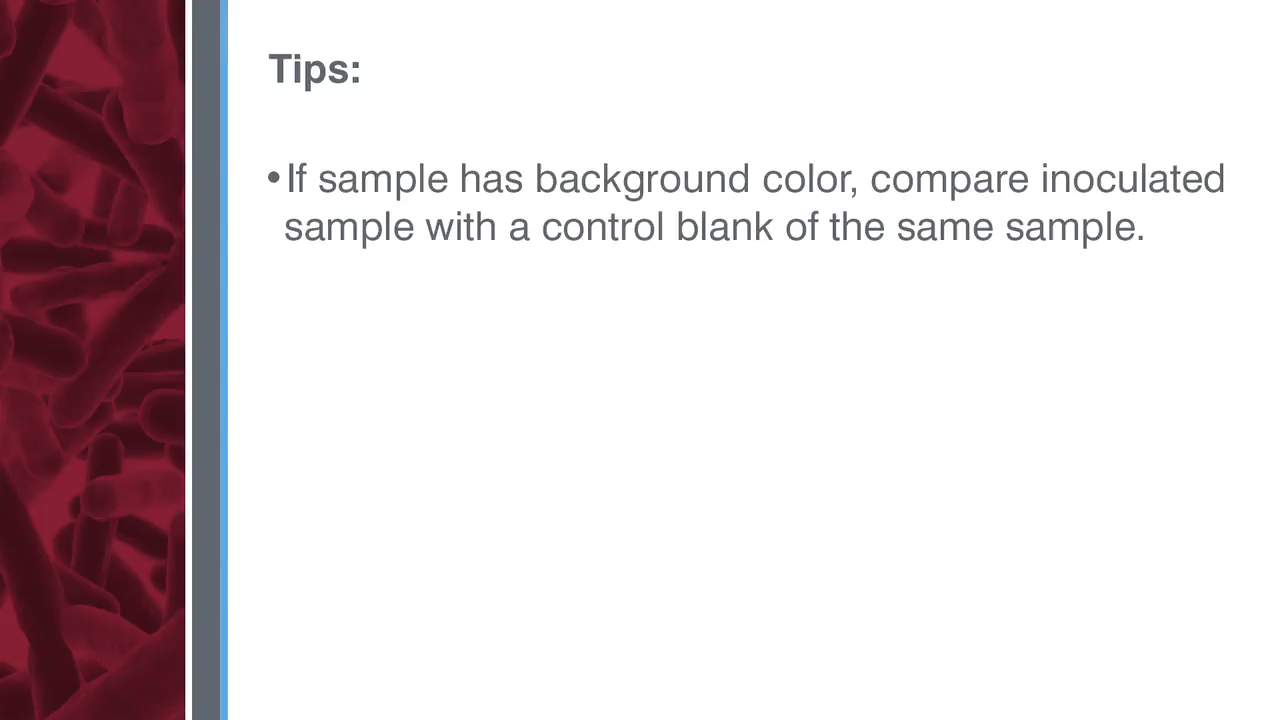 Tips:
•If sample has background color, compare inoculated
sample with a control blank of the same sample.